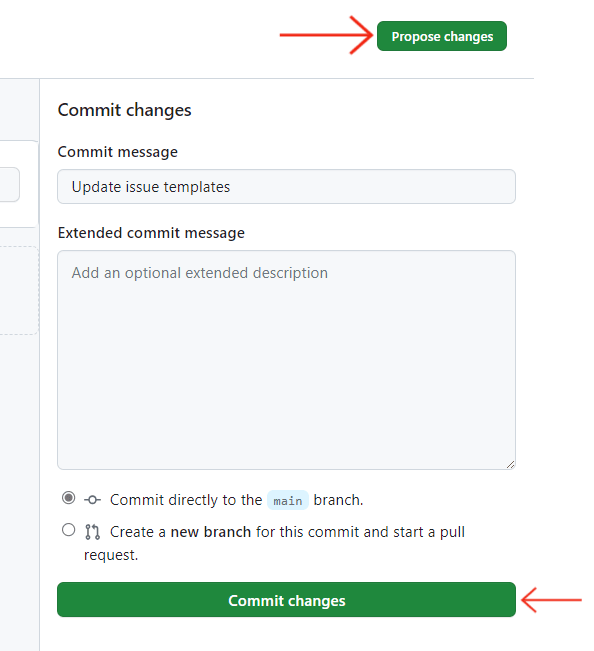 Propose changes
Commit changes
Commit message
Update issue templates
Extended commit message
Add an optional extended description
Commit directly to the main branch.
Create a new branch for this commit and start a pull
request.
Commit changes